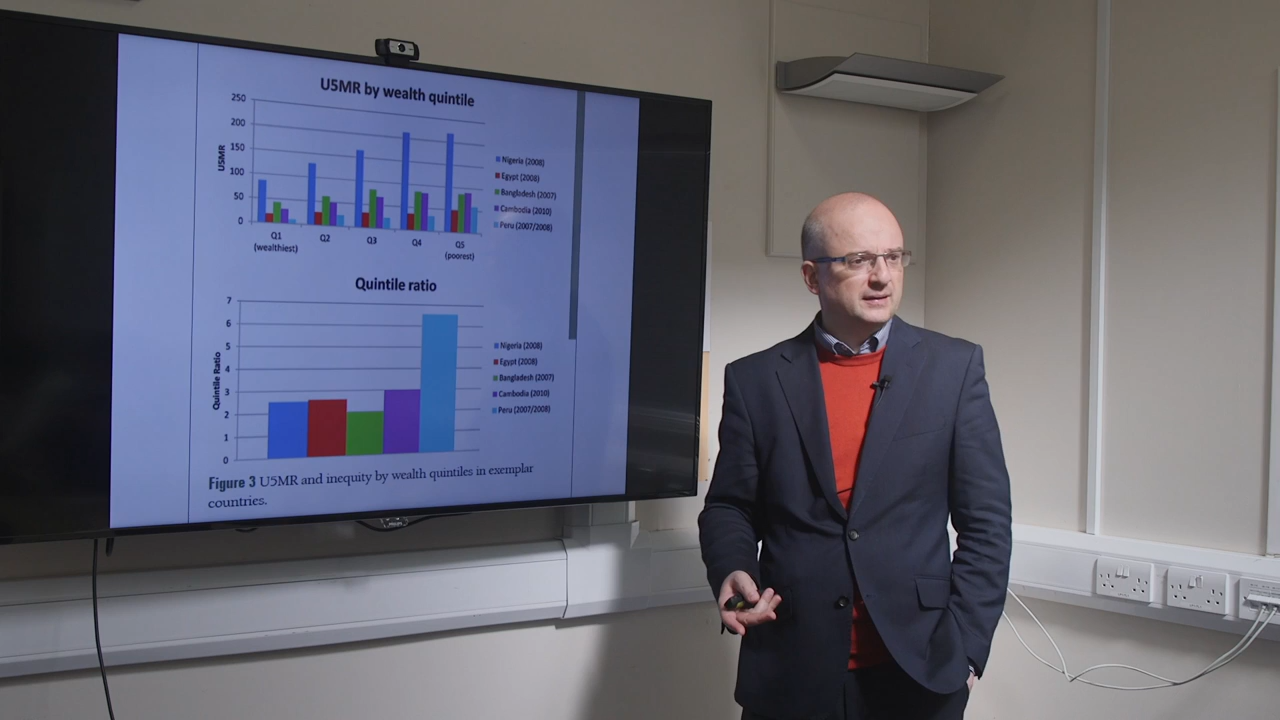 U5MR by wealth quintile
250
200
150
100
50
0
U5MR
Q1
(wealthiest)
Q2
Q3
Q4
Q5
(poorest)
Nigeria (2008)
Egypt (2008)
Bangladesh (2007)
Cambodia (2010)
Peru (2007/2008)
Quintile ratio
7
6
5
4
3
2
1
0
Quintile Ratio
Nigeria (2008)
Egypt (2008)
Bangladesh (2007)
Cambodia (2010)
Peru (2007/2008)
Figure 3 U5MR and inequity by wealth quintiles in exemplar
countries.